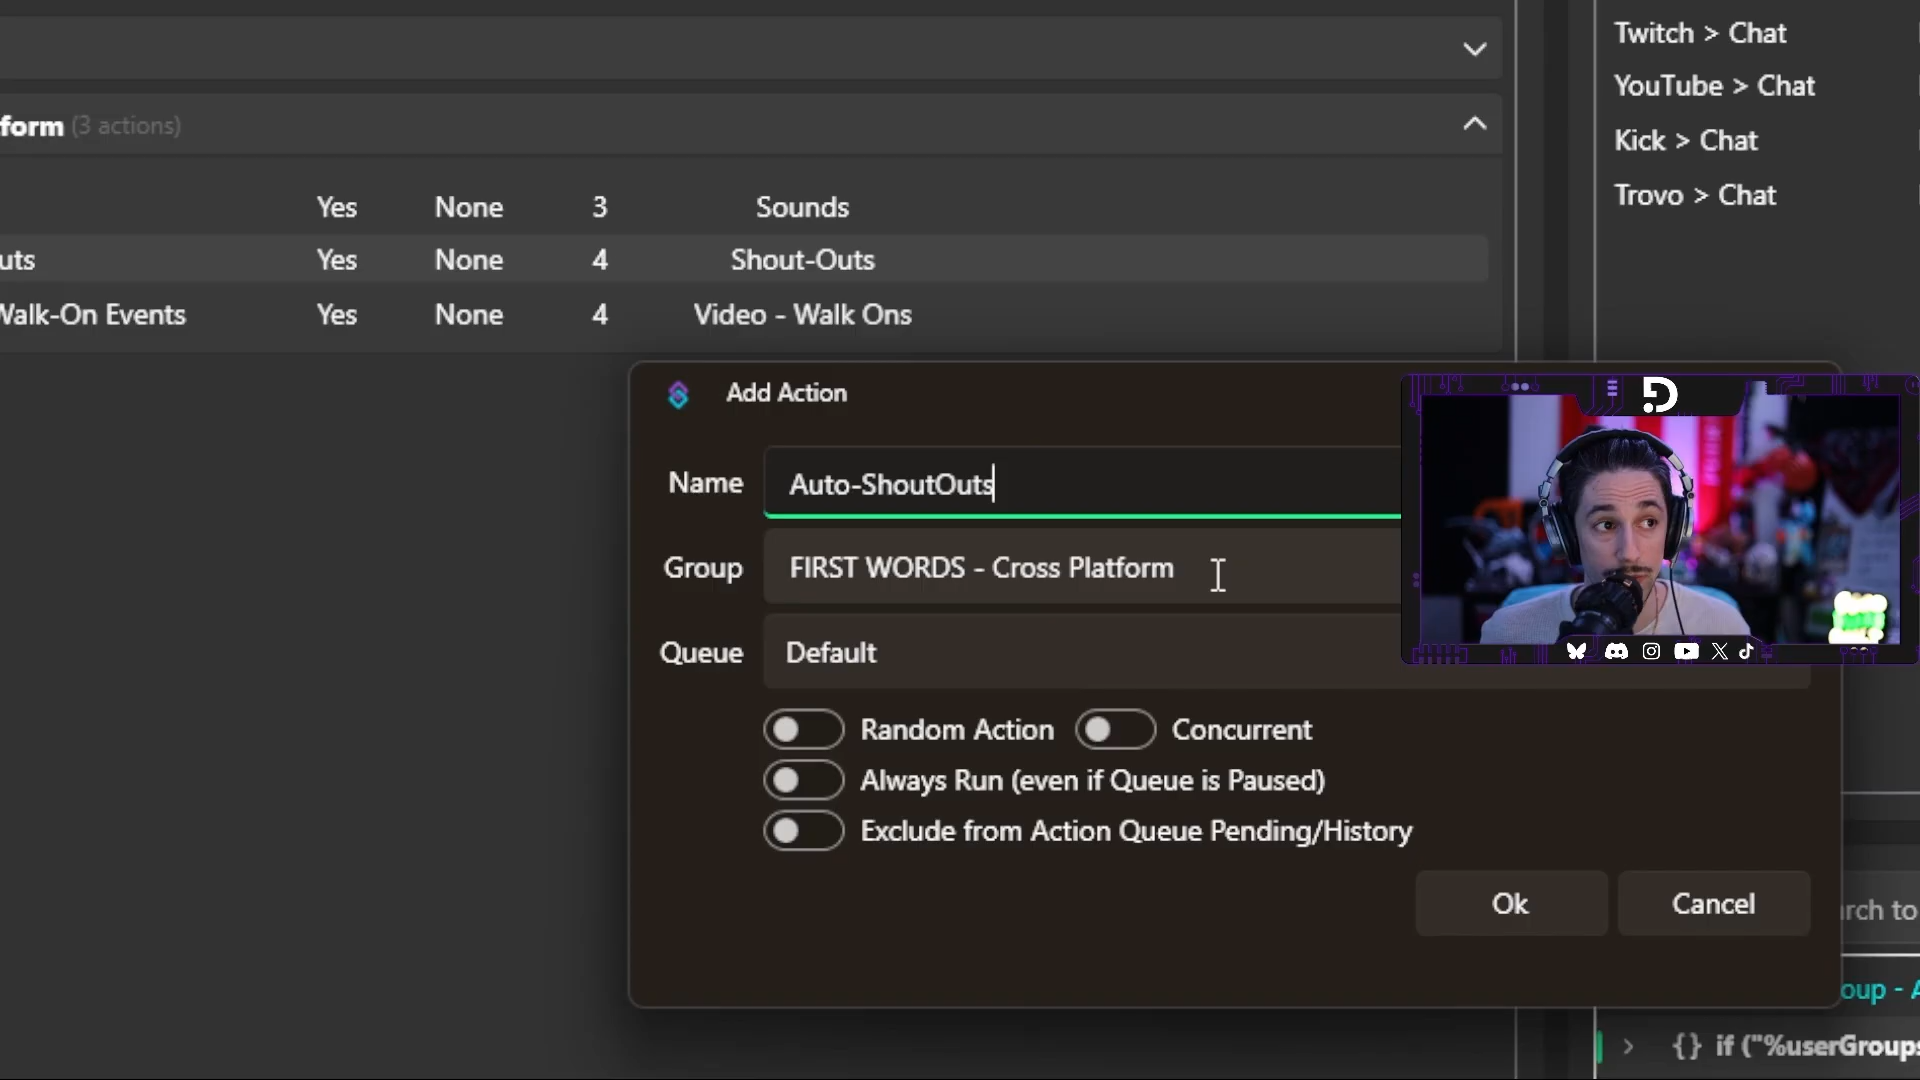 Twitch > Chat
YouTube > Chat
Kick > Chat
Trovo > Chat
form (3 actions)
Yes None 3 Sounds
uts Yes None 4 Shout-Outs
Walk-On Events Yes None 4 Video - Walk Ons
Add Action
Name Auto-ShoutOuts
Group FIRST WORDS - Cross Platform
Queue Default
Random Action Concurrent
Always Run (even if Queue is Paused)
Exclude from Action Queue Pending/History
Ok Cancel
rch to
oup - A
{} if ("%userGroups